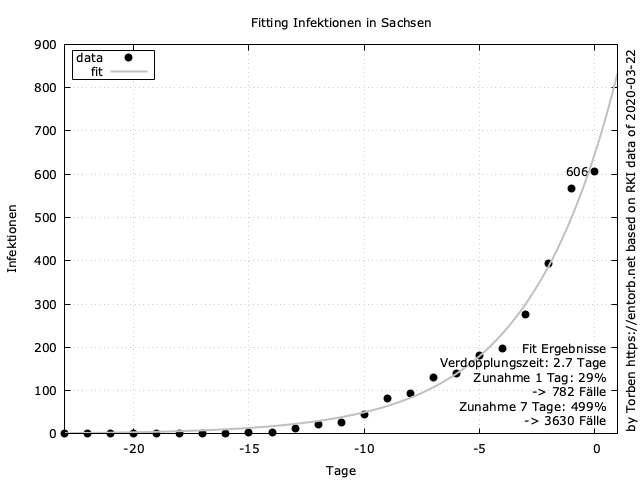 Fitting Infektionen in Sachsen
data
fit
900
800
700
600
500
400
300
200
100
0
Infektionen
606
Fit Ergebnisse
Verdopplungszeit: 2.7 Tage
Zunahme 1 Tag: 29%
-> 782 Fälle
Zunahme 7 Tage: 499%
-> 3630 Fälle
-20
-15
-10
-5
0
Tage
by Torben https://entorb.net based on RKI data of 2020-03-22